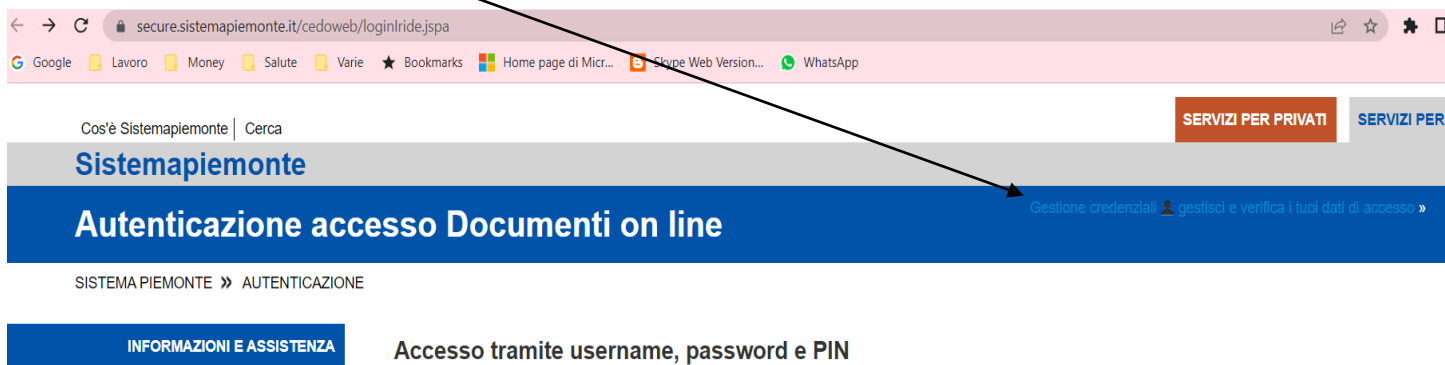 secure.sistemapiemonte.it/cedoweb/loginIride.jspa
Google Lavoro Money Salute Varie Bookmarks Home page di Micr... Skype Web Version... WhatsApp
Cos'è Sistemapiemonte | Cerca
SERVIZI PER PRIVATI SERVIZI PER
Sistemapiemonte
Gestione credenziali gestisci e verifica i tuoi dati di accesso »
Autenticazione accesso Documenti on line
SISTEMA PIEMONTE » AUTENTICAZIONE
INFORMAZIONI E ASSISTENZA
Accesso tramite username, password e PIN